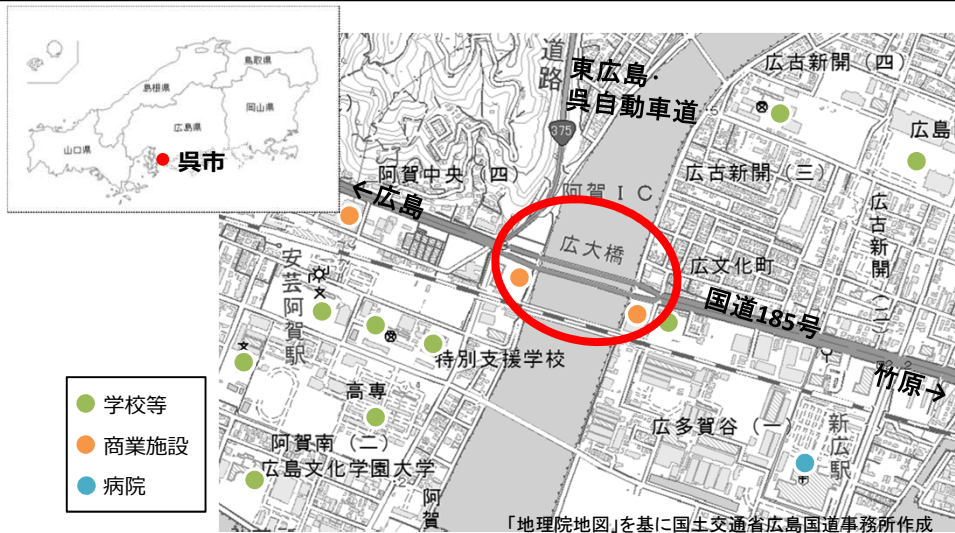 鳥取県
島根県
岡山県
広島県
山口県
呉市
道路
東広島・
呉自動車道
375
広古新開（四）
広島
阿賀中央（四）
阿賀ＩＣ
広古新開（三）
←広島
広大橋
広古新開（二）
広文化町
国道185号
安芸阿賀駅
特別支援学校
竹原→
高専
広多賀谷（一）
新広駅
阿賀南（二）
広島文化学園大学
阿賀
学校等
商業施設
病院
「地理院地図」を基に国土交通省広島国道事務所作成